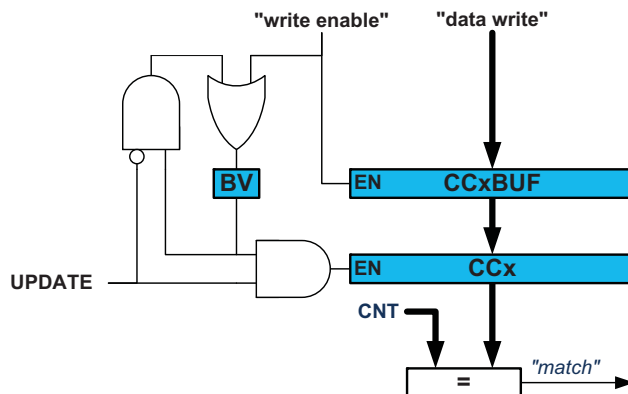 "write enable"
"data write"
BV
EN
CCxBUF
EN
CCx
UPDATE
CNT
=
"match"